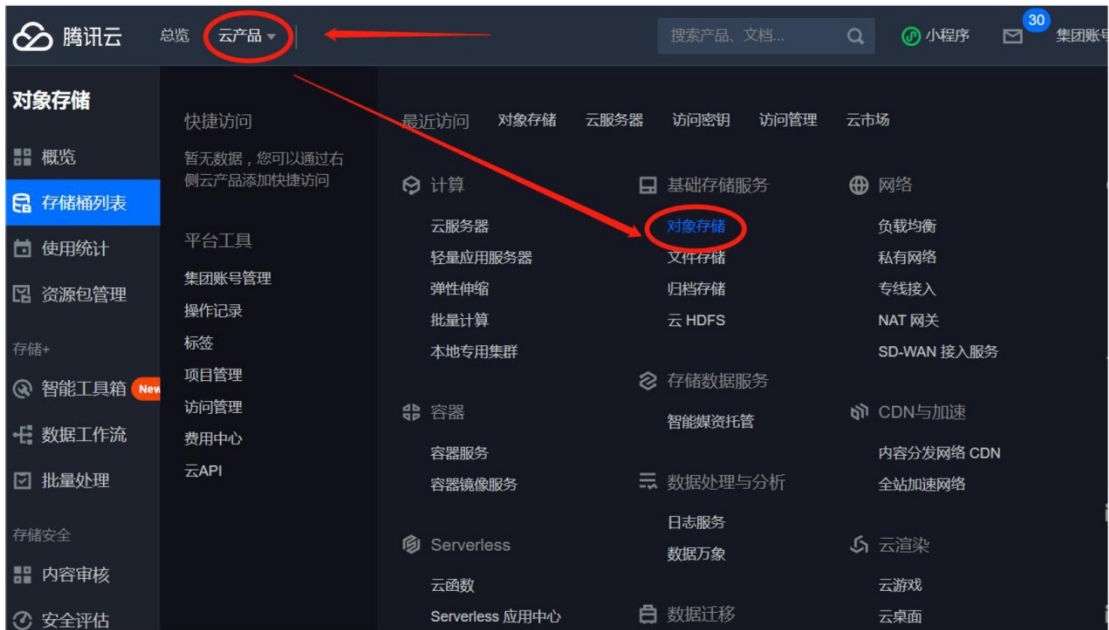 腾讯云 总览 云产品 搜索产品、文档... 小程序 30 集团账号
对象存储
概览
存储桶列表
使用统计
资源包管理
存储+
智能工具箱 New
数据工作流
批量处理
存储安全
内容审核
安全评估
快捷访问
暂无数据，您可以通过右
侧云产品添加快捷访问
平台工具
集团账号管理
操作记录
标签
项目管理
访问管理
费用中心
云API
最近访问 对象存储 云服务器 访问密钥 访问管理 云市场
计算
云服务器
轻量应用服务器
弹性伸缩
批量计算
本地专用集群
容器
容器服务
容器镜像服务
Serverless
云函数
Serverless 应用中心
基础存储服务
对象存储
文件存储
归档存储
云 HDFS
存储数据服务
智能媒资托管
数据处理与分析
日志服务
数据万象
数据迁移
网络
负载均衡
私有网络
专线接入
NAT 网关
SD-WAN 接入服务
CDN与加速
内容分发网络 CDN
全站加速网络
云渲染
云游戏
云桌面